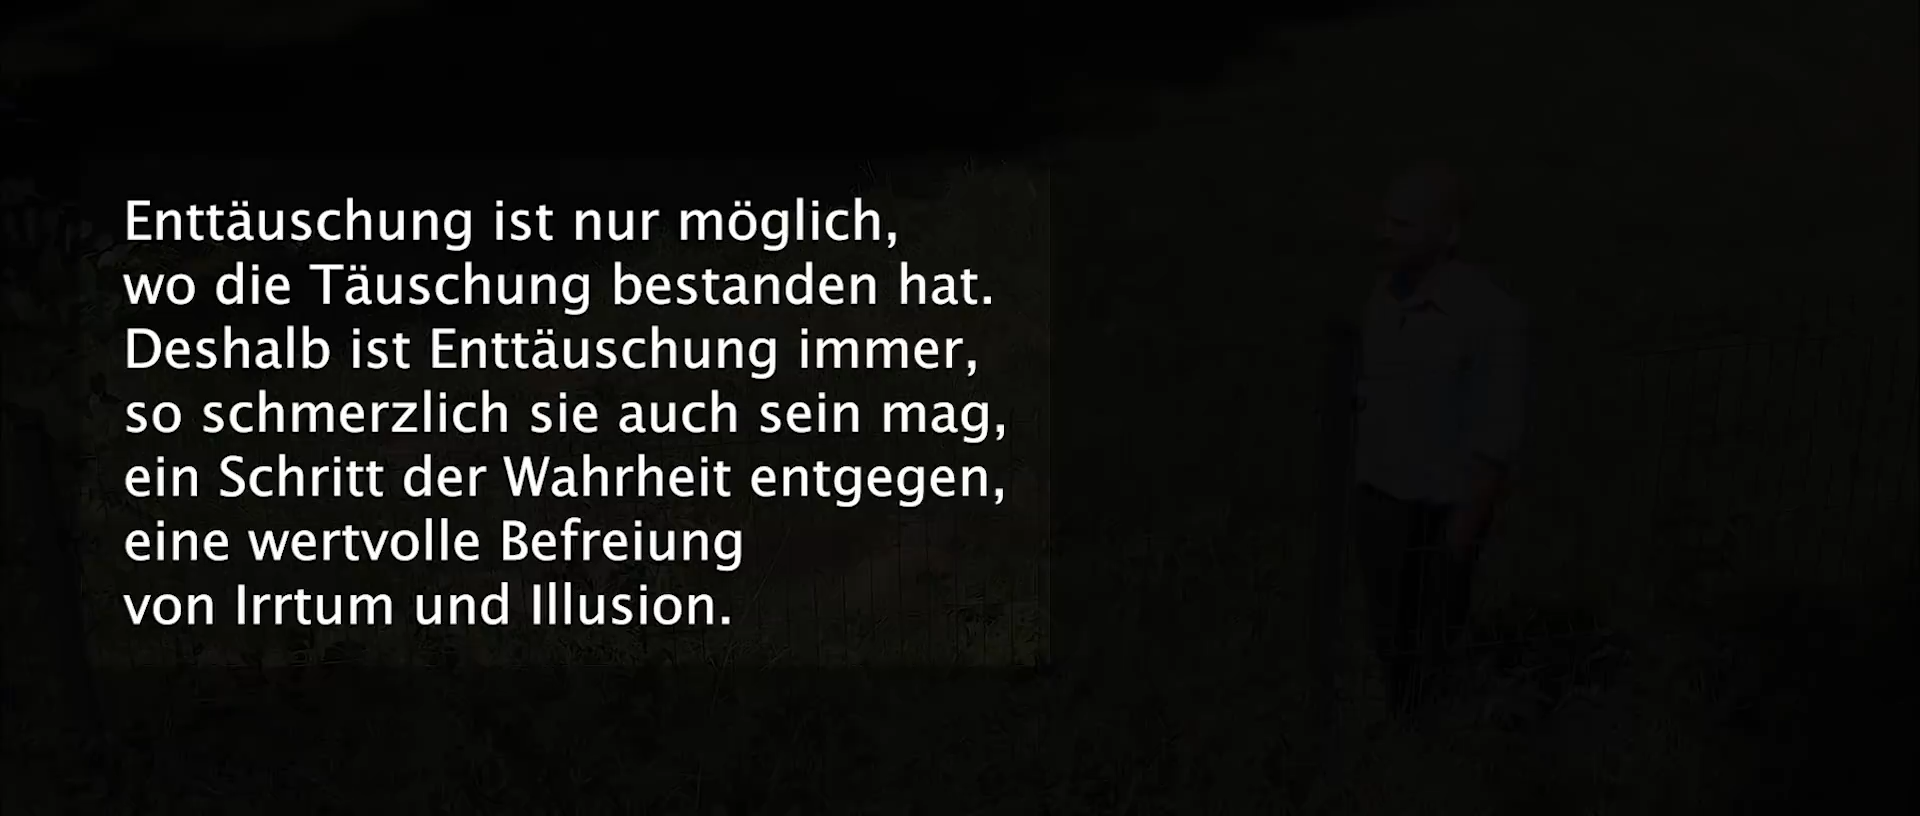 Enttäuschung ist nur möglich,
wo die Täuschung bestanden hat.
Deshalb ist Enttäuschung immer,
so schmerzlich sie auch sein mag,
ein Schritt der Wahrheit entgegen,
eine wertvolle Befreiung
von Irrtum und Illusion.